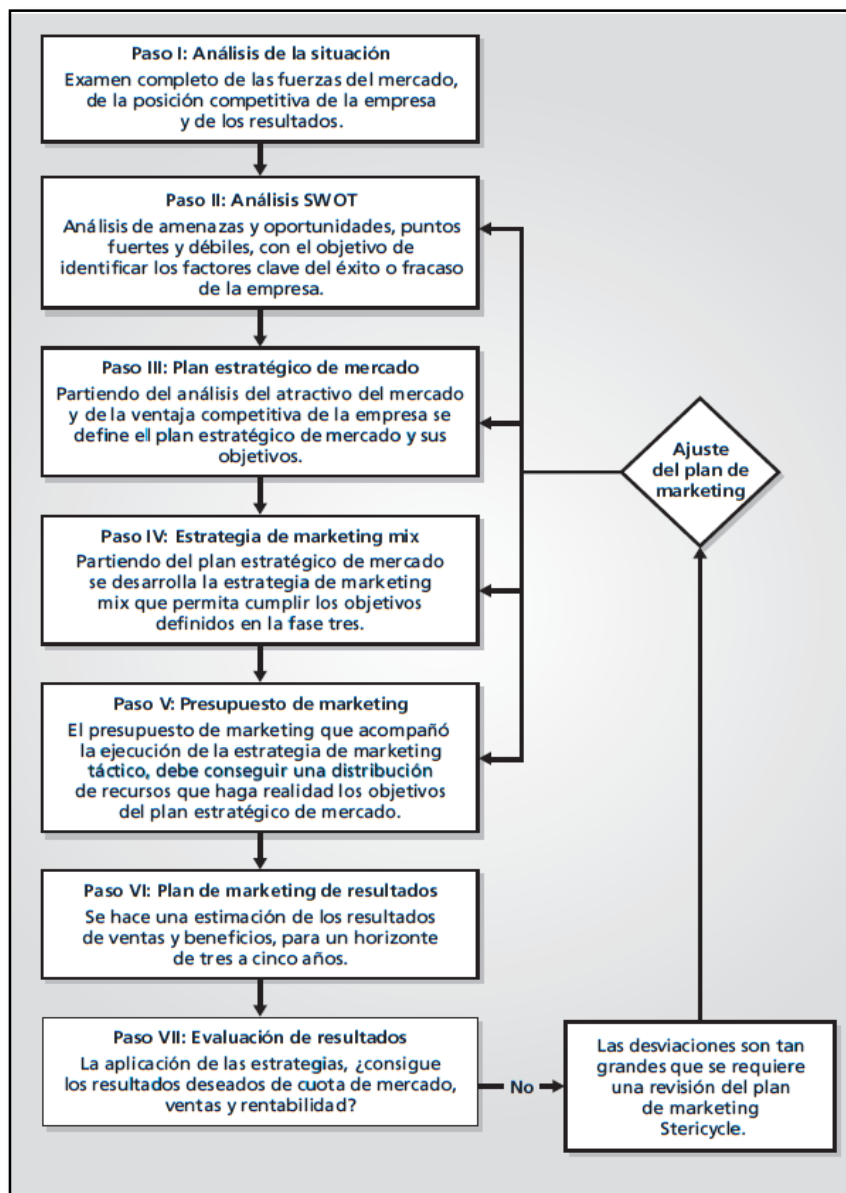 Paso I: Análisis de la situación
Examen completo de las fuerzas del mercado,
de la posición competitiva de la empresa
y de los resultados.
Paso II: Análisis SWOT
Análisis de amenazas y oportunidades, puntos
fuertes y débiles, con el objetivo de
identificar los factores clave del éxito o fracaso
de la empresa.
Paso III: Plan estratégico de mercado
Partiendo del análisis del atractivo del mercado
y de la ventaja competitiva de la empresa se
define el plan estratégico de mercado y sus
objetivos.
Ajuste
del plan de
marketing
Paso IV: Estrategia de marketing mix
Partiendo del plan estratégico de mercado
se desarrolla la estrategia de marketing
mix que permita cumplir los objetivos
definidos en la fase tres.
Paso V: Presupuesto de marketing
El presupuesto de marketing que acompañó
la ejecución de la estrategia de marketing
táctico, debe conseguir una distribución
de recursos que haga realidad los objetivos
del plan estratégico de mercado.
Paso VI: Plan de marketing de resultados
Se hace una estimación de los resultados
de ventas y beneficios, para un horizonte
de tres a cinco años.
Paso VII: Evaluación de resultados
La aplicación de las estrategias, ¿consigue
los resultados deseados de cuota de mercado,
ventas y rentabilidad?
No
Las desviaciones son tan
grandes que se requiere
una revisión del plan
de marketing
Stericycle.